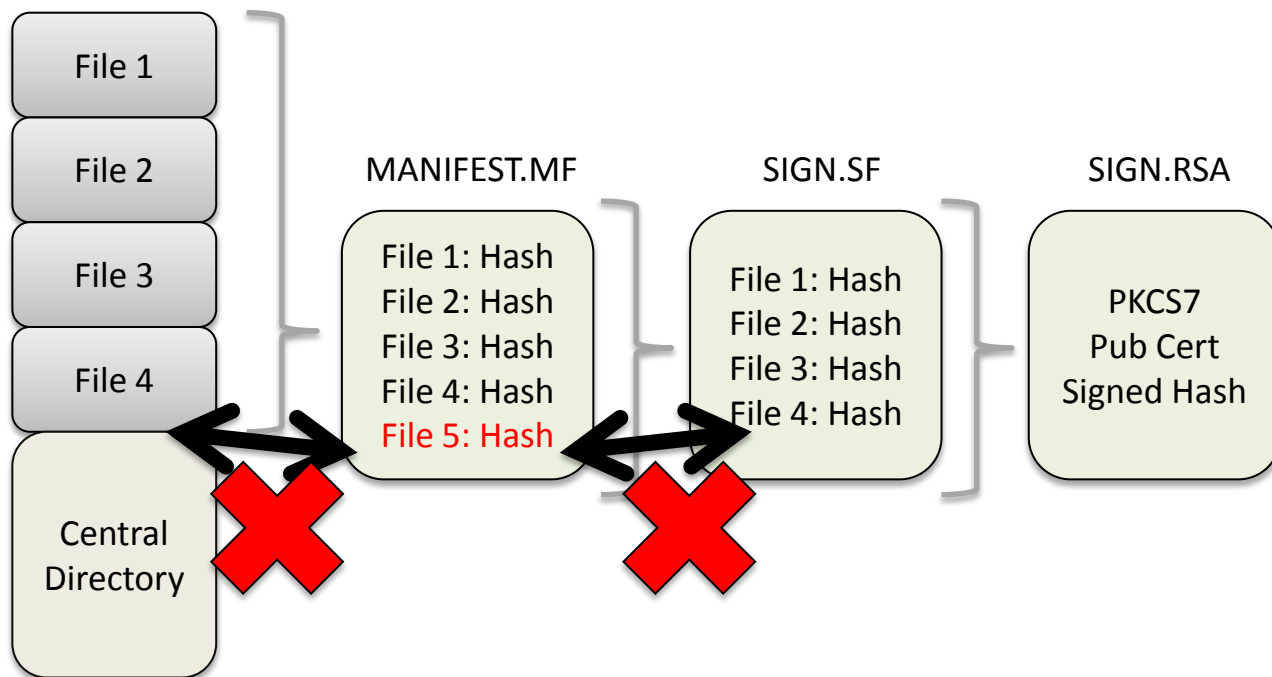 File 1
File 2
File 3
File 4
Central
Directory
MANIFEST.MF
File 1: Hash
File 2: Hash
File 3: Hash
File 4: Hash
File 5: Hash
SIGN.SF
File 1: Hash
File 2: Hash
File 3: Hash
File 4: Hash
SIGN.RSA
PKCS7
Pub Cert
Signed Hash